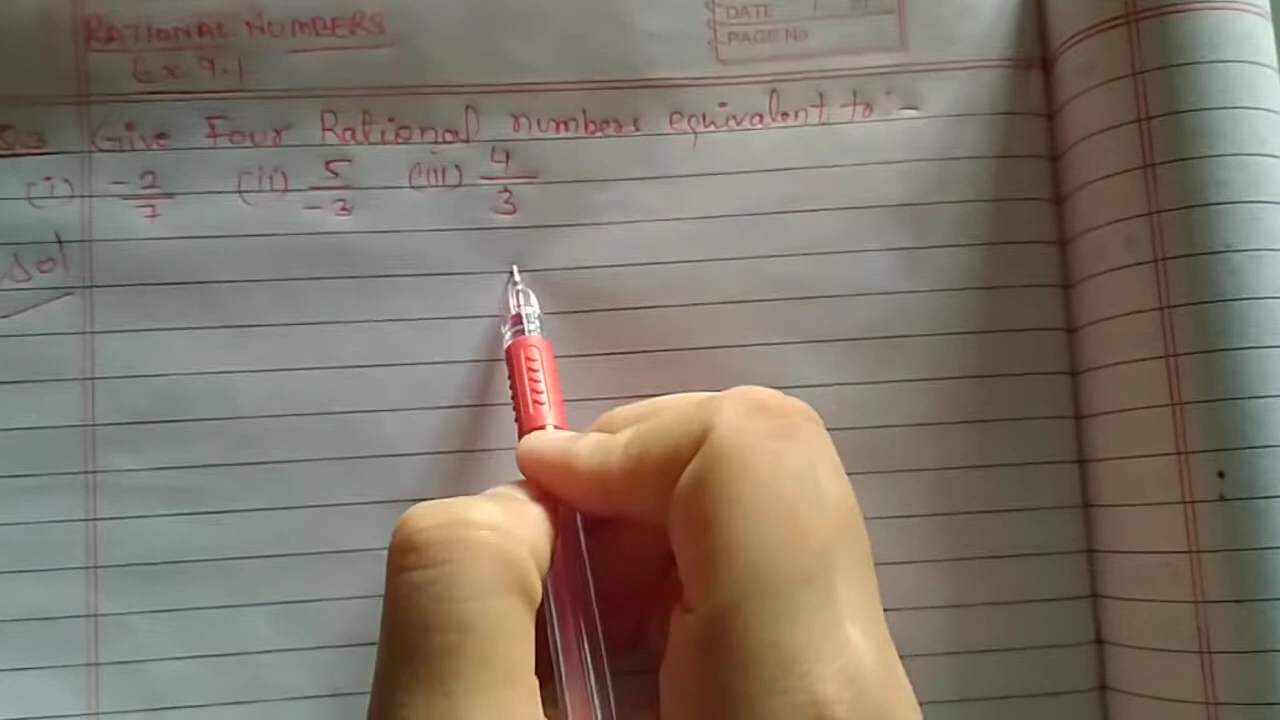 RATIONAL NUMBERS
Ex 9.1
DATE / /
PAGE No
Q3 Give Four Rational numbers equivalent to :-
(i) -2/7 (ii) 5/-3 (iii) 4/3
Sol